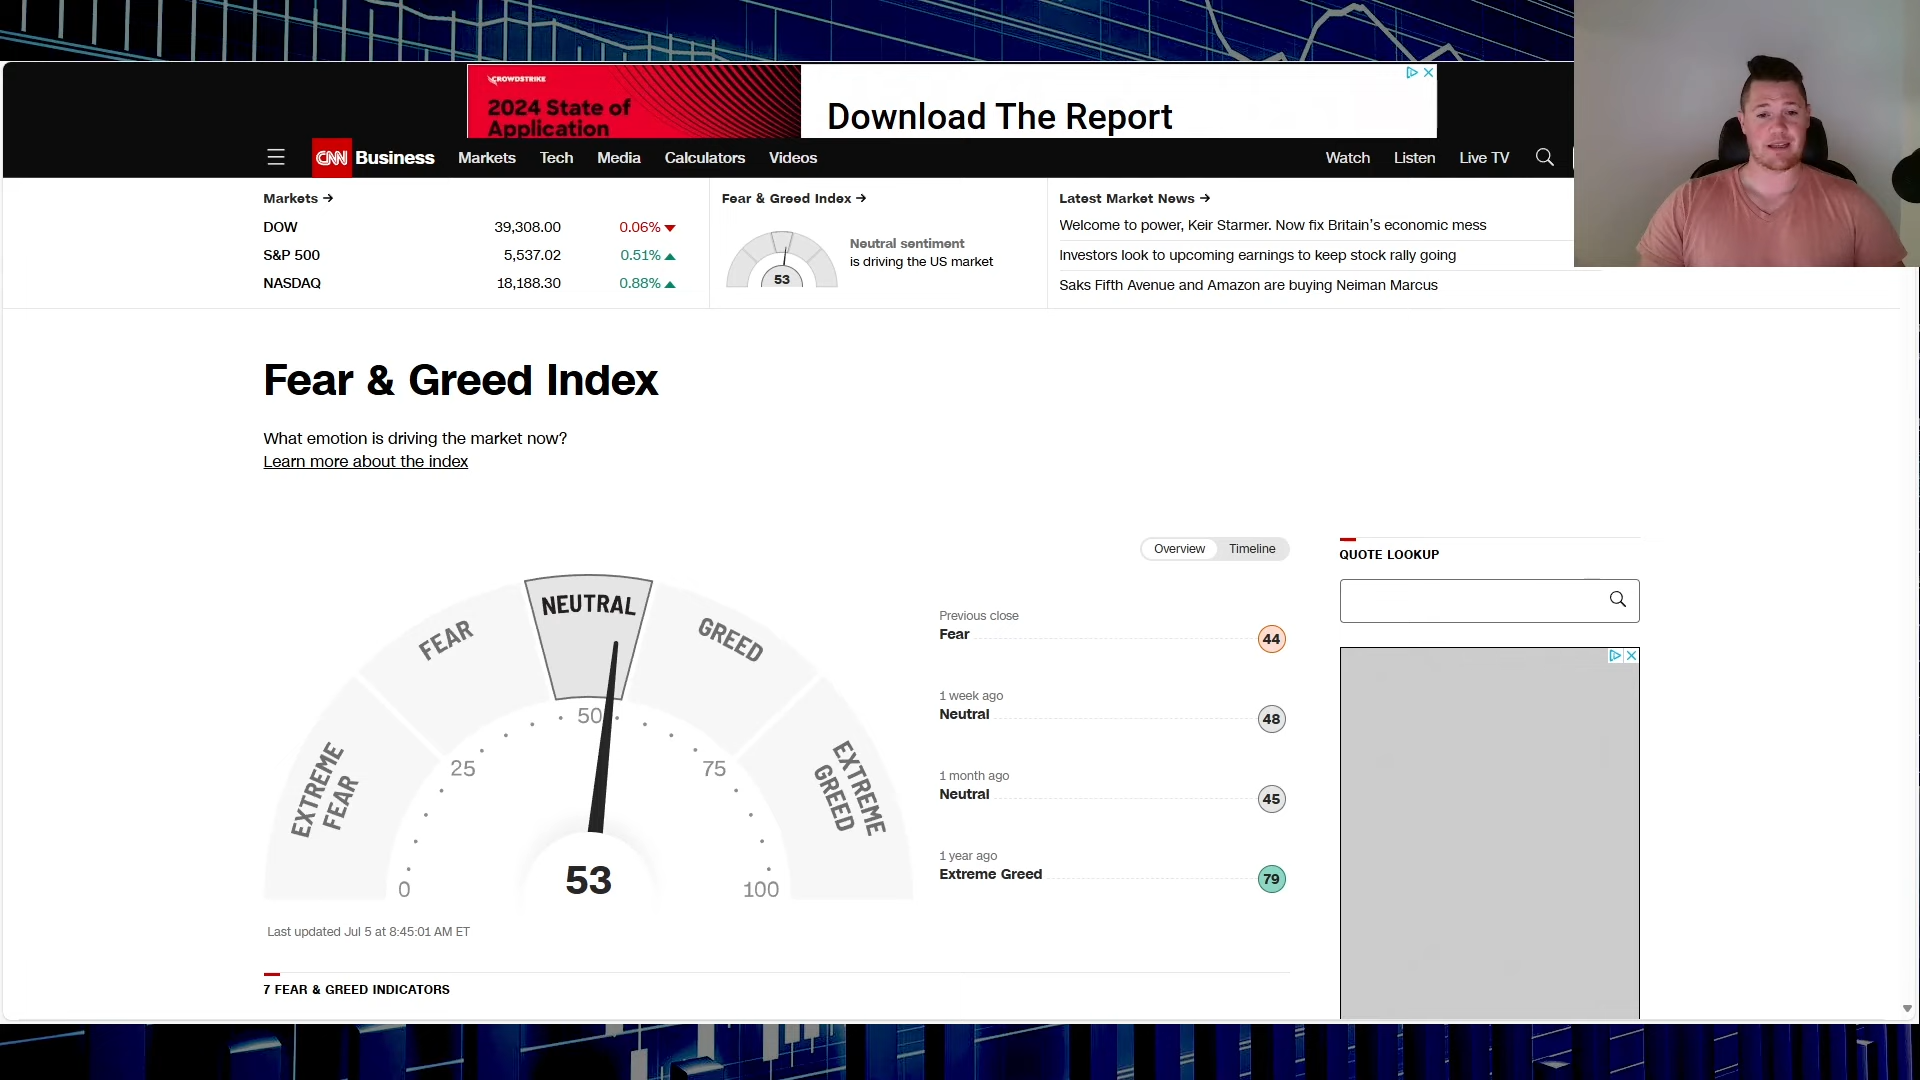 CROWDSTRIKE
2024 State of
Application
Download The Report
CNN Business Markets Tech Media Calculators Videos Watch Listen Live TV
Markets →
DOW 39,308.00 0.06%
S&P 500 5,537.02 0.51%
NASDAQ 18,188.30 0.88%
Fear & Greed Index →
Neutral sentiment
is driving the US market
53
Latest Market News →
Welcome to power, Keir Starmer. Now fix Britain’s economic mess
Investors look to upcoming earnings to keep stock rally going
Saks Fifth Avenue and Amazon are buying Neiman Marcus
Fear & Greed Index
What emotion is driving the market now?
Learn more about the index
Overview Timeline
EXTREME
FEAR
FEAR
NEUTRAL
GREED
EXTREME
GREED
0
25
50
75
100
53
Last updated Jul 5 at 8:45:01 AM ET
Previous close
Fear 44
1 week ago
Neutral 48
1 month ago
Neutral 45
1 year ago
Extreme Greed 79
QUOTE LOOKUP
7 FEAR & GREED INDICATORS